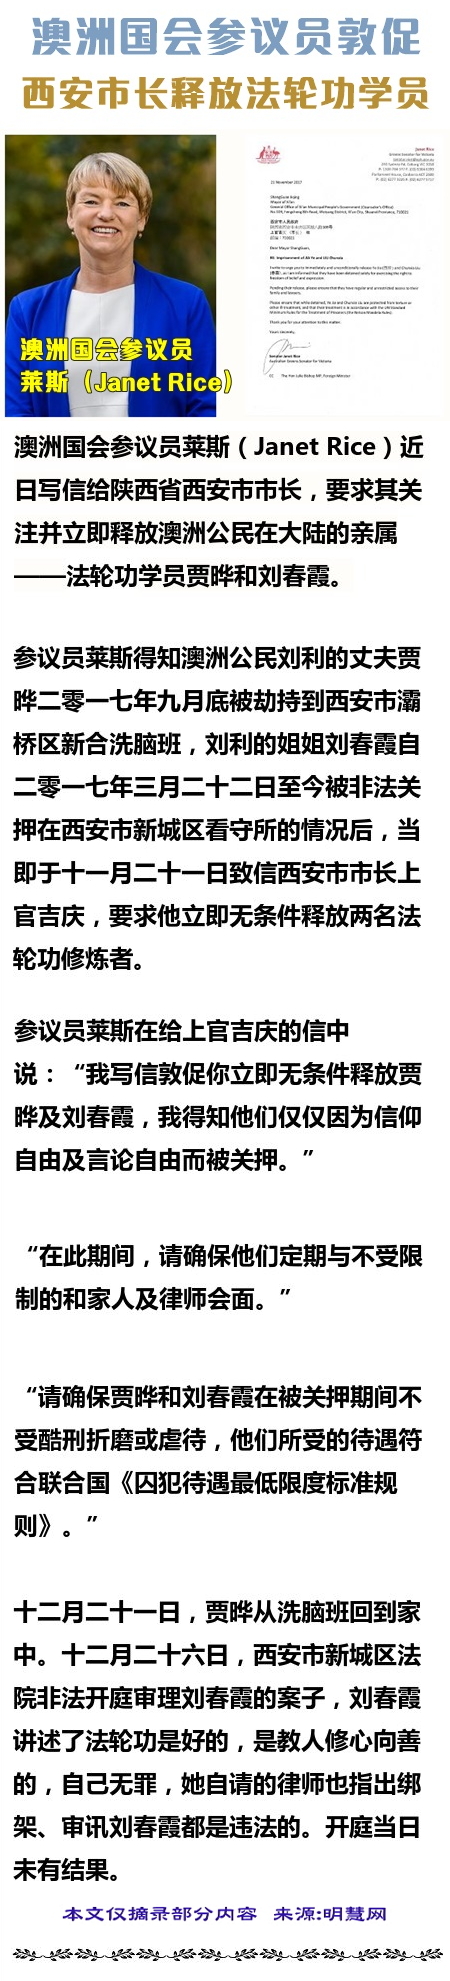 澳洲国会参议员敦促
西安市长释放法轮功学员
澳洲国会参议员
莱斯（Janet Rice）
Janet Rice
21 November 2017
Mayor of Xi'an
Dear Mayor Shangguan,
Thank you for your attention to this matter.
Yours sincerely,
Senator Janet Rice
Australian Greens Senator for Victoria
澳洲国会参议员莱斯（Janet Rice）近
日写信给陕西省西安市市长，要求其关
注并立即释放澳洲公民在大陆的亲属
——法轮功学员贾晔和刘春霞。
参议员莱斯得知澳洲公民刘利的丈夫贾
晔二零一七年九月底被劫持到西安市灞
桥区新合洗脑班，刘利的姐姐刘春霞自
二零一七年三月二十二日至今被非法关
押在西安市新城区看守所的情况后，当
即于十一月二十一日致信西安市市长上
官吉庆，要求他立即无条件释放两名法
轮功修炼者。
参议员莱斯在给上官吉庆的信中
说：“我写信敦促你立即无条件释放贾
晔及刘春霞，我得知他们仅仅因为信仰
自由及言论自由而被关押。”
“在此期间，请确保他们定期与不受限
制的和家人及律师会面。”
“请确保贾晔和刘春霞在被关押期间不
受酷刑折磨或虐待，他们所受的待遇符
合联合国《囚犯待遇最低限度标准规
则》。”
十二月二十一日，贾晔从洗脑班回到家
中。十二月二十六日，西安市新城区法
院非法开庭审理刘春霞的案子，刘春霞
讲述了法轮功是好的，是教人修心向善
的，自己无罪，她自请的律师也指出绑
架、审讯刘春霞都是违法的。开庭当日
未有结果。
本文仅摘录部分内容 来源:明慧网